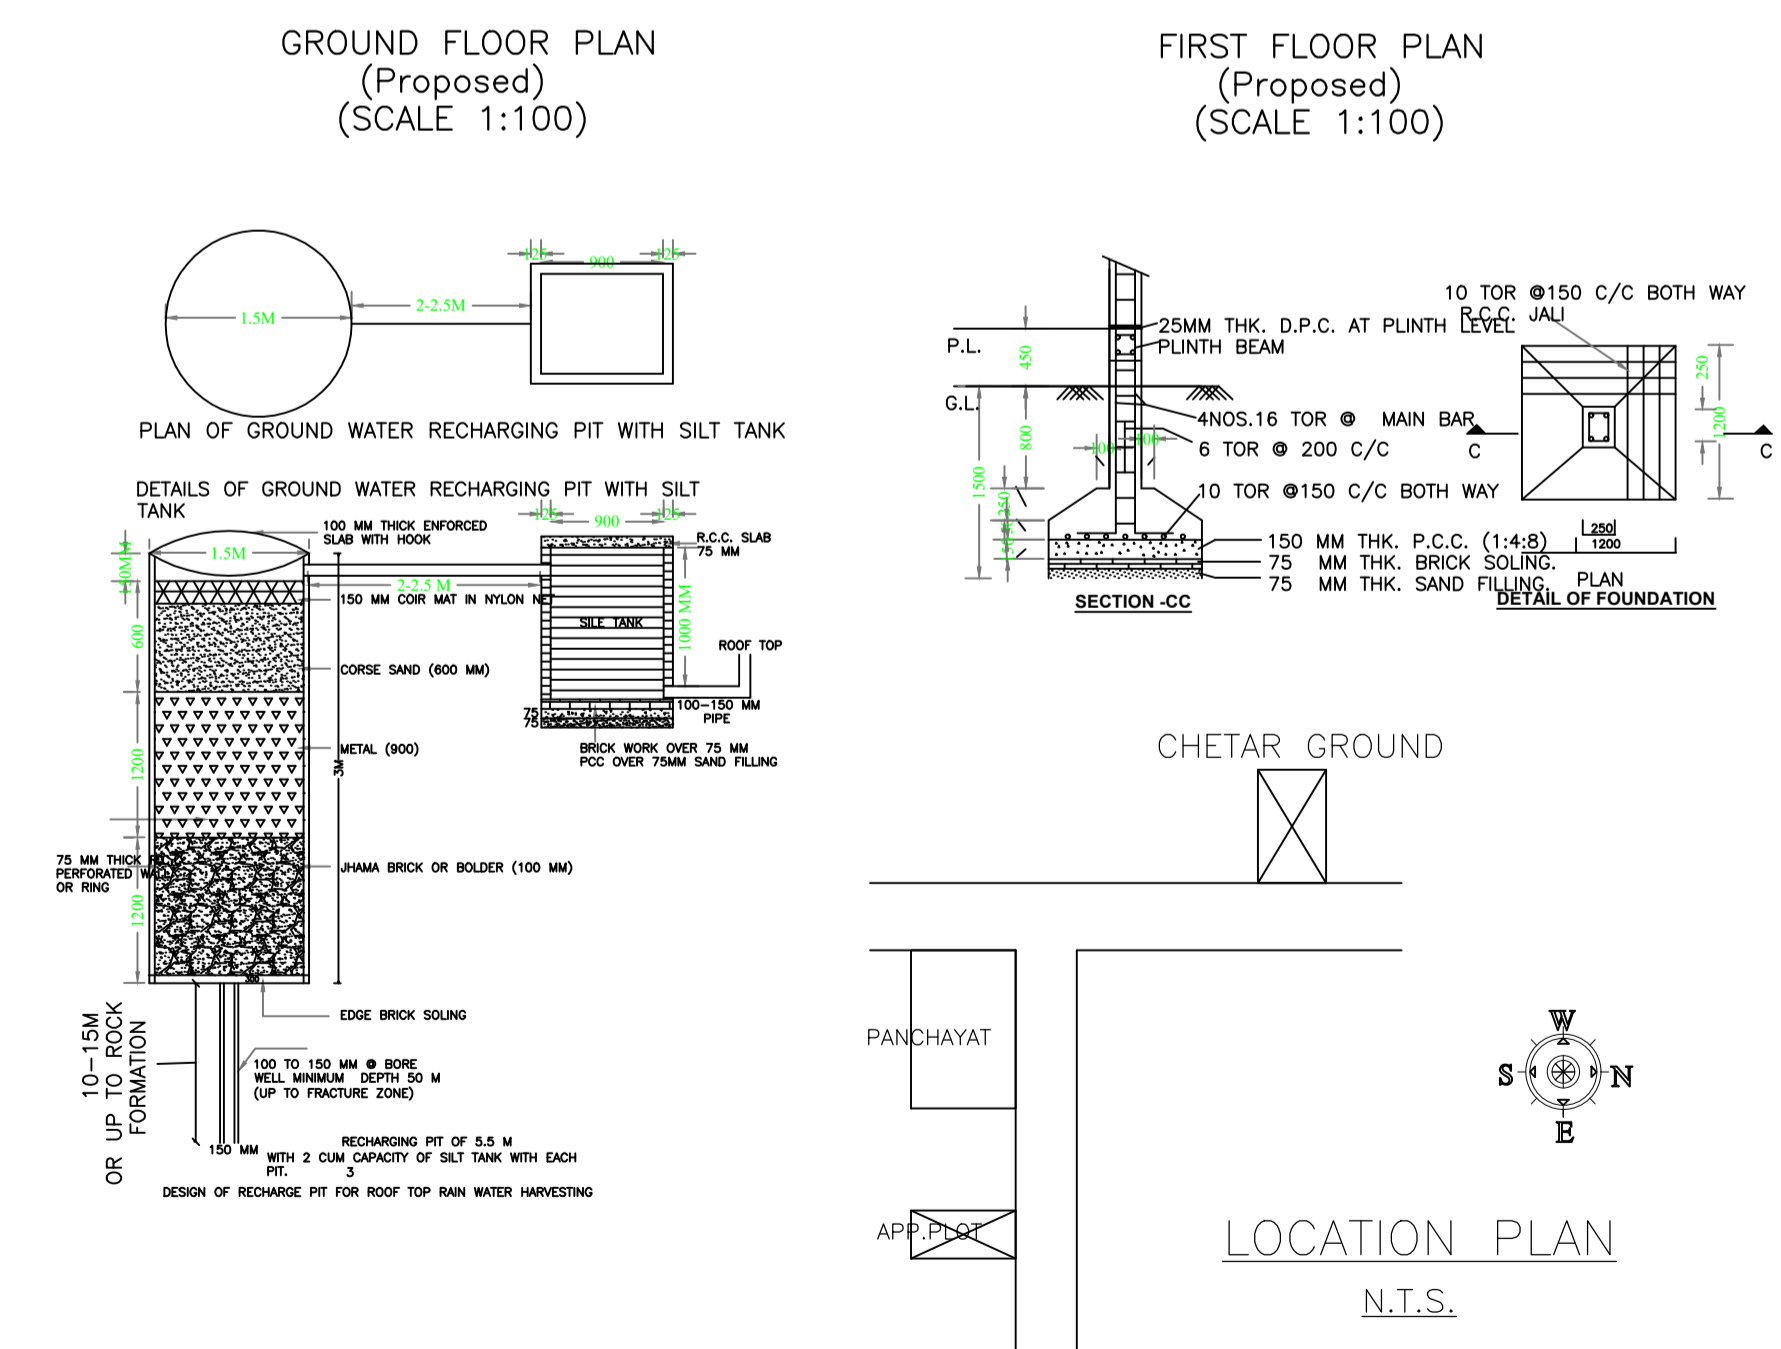 GROUND FLOOR PLAN
(Proposed)
(SCALE 1:100)
FIRST FLOOR PLAN
(Proposed)
(SCALE 1:100)
125
900
125
1.5M
2-2.5M
PLAN OF GROUND WATER RECHARGING PIT WITH SILT TANK
DETAILS OF GROUND WATER RECHARGING PIT WITH SILT
TANK
100 MM THICK ENFORCED
SLAB WITH HOOK
125
900
125
R.C.C. SLAB
75 MM
150MM
1.5M
2-2.5 M
150 MM COIR MAT IN NYLON NET
600
SILE TANK
1000 MM
ROOF TOP
CORSE SAND (600 MM)
100-150 MM
PIPE
75
75
METAL (900)
1200
3M
BRICK WORK OVER 75 MM
PCC OVER 75MM SAND FILLING
75 MM THICK
PERFORATED WALL
OR RING
JHAMA BRICK OR BOLDER (100 MM)
1200
300
EDGE BRICK SOLING
10-15M
OR UP TO ROCK
FORMATION
100 TO 150 MM @ BORE
WELL MINIMUM DEPTH 50 M
(UP TO FRACTURE ZONE)
150 MM
RECHARGING PIT OF 5.5 M
WITH 2 CUM CAPACITY OF SILT TANK WITH EACH
PIT. 3
DESIGN OF RECHARGE PIT FOR ROOF TOP RAIN WATER HARVESTING
10 TOR @150 C/C BOTH WAY
R.C.C. JALI
25MM THK. D.P.C. AT PLINTH LEVEL
PLINTH BEAM
P.L.
450
G.L.
4NOS.16 TOR @ MAIN BAR
6 TOR @ 200 C/C
800
100
100
1500
10 TOR @150 C/C BOTH WAY
250
150
150 MM THK. P.C.C. (1:4:8)
75 MM THK. BRICK SOLING.
75 MM THK. SAND FILLING.
SECTION -CC
250
1200
C
C
250
1200
PLAN
DETAIL OF FOUNDATION
CHETAR GROUND
PANCHAYAT
APP.PLOT
W
S
N
E
LOCATION PLAN
N.T.S.